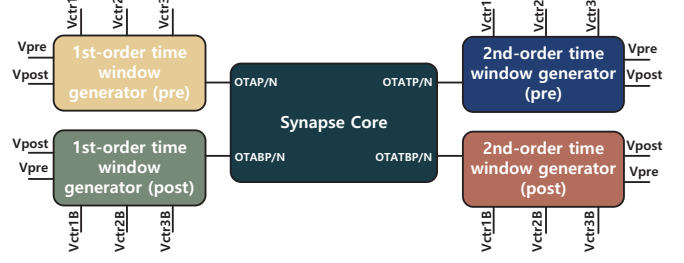 Vctr1
Vctr2
Vctr3
Vctr1
Vctr2
Vctr3
Vpre
Vpost
1st-order time
window
generator (pre)
OTAP/N
OTATP/N
2nd-order time
window generator
(pre)
Vpre
Vpost
Synapse Core
Vpost
Vpre
1st-order time
window
generator (post)
OTABP/N
OTATBP/N
2nd-order time
window generator
(post)
Vpost
Vpre
Vctr1B
Vctr2B
Vctr3B
Vctr1B
Vctr2B
Vctr3B